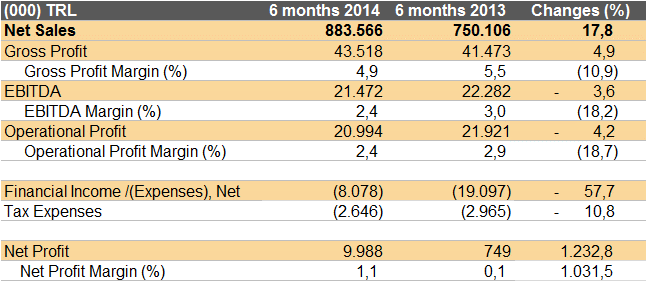 (000) TRL 6 months 2014 6 months 2013 Changes (%)
Net Sales 883.566 750.106 17,8
Gross Profit 43.518 41.473 4,9
Gross Profit Margin (%) 4,9 5,5 (10,9)
EBITDA 21.472 22.282 - 3,6
EBITDA Margin (%) 2,4 3,0 (18,2)
Operational Profit 20.994 21.921 - 4,2
Operational Profit Margin (%) 2,4 2,9 (18,7)
Financial Income /(Expenses), Net (8.078) (19.097) - 57,7
Tax Expenses (2.646) (2.965) - 10,8
Net Profit 9.988 749 1.232,8
Net Profit Margin (%) 1,1 0,1 1.031,5